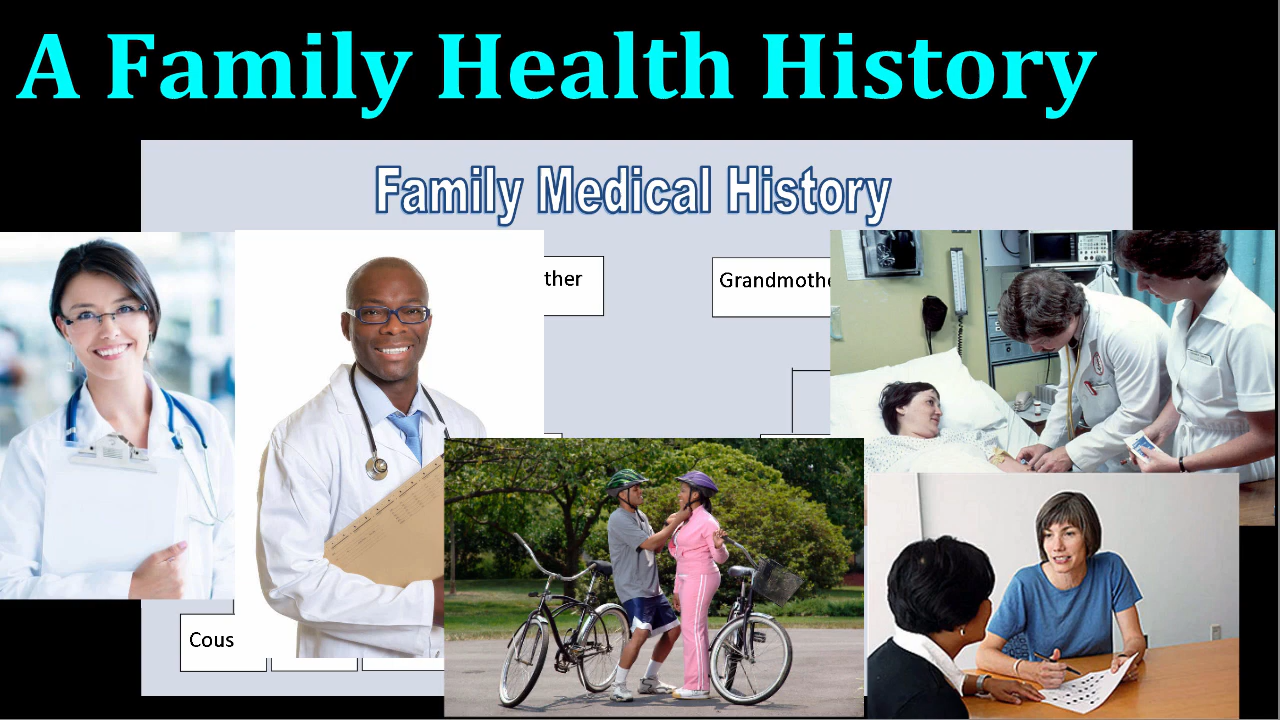 A Family Health History
Family Medical History
ther
Grandmothe
Cous